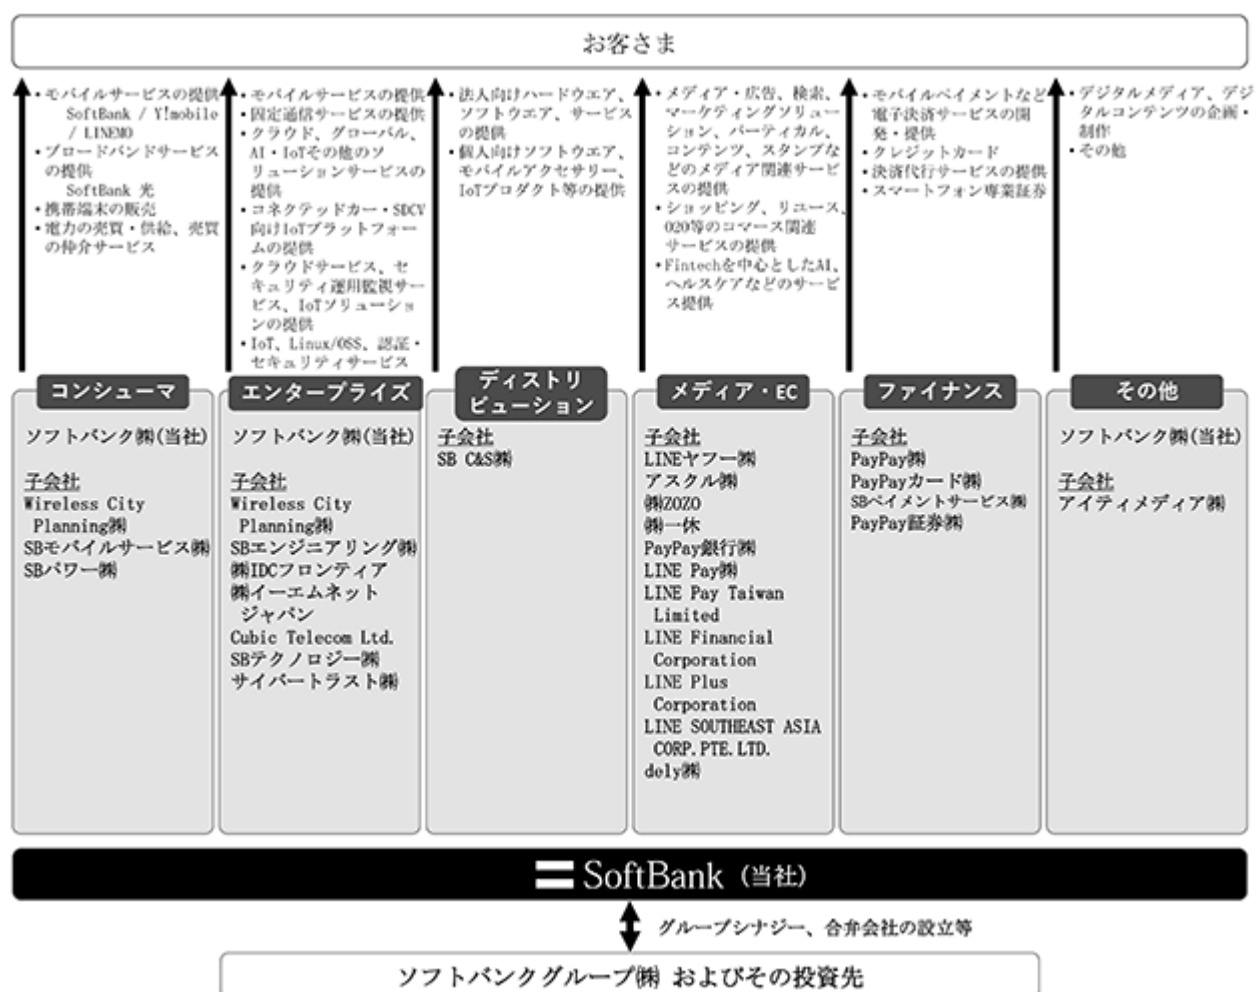 お客さま
・モバイルサービスの提供
SoftBank / Y!mobile
/ LINEMO
・ブロードバンドサービス
の提供
SoftBank 光
・携帯端末の販売
・電力の売買・供給、売買
の仲介サービス
・モバイルサービスの提供
・固定通信サービスの提供
・クラウド、グローバル、
AI・IoTその他のソ
リューションサービスの
提供
・コネクテッドカー・SDCV
向けIoTプラットフォー
ムの提供
・クラウドサービス、セ
キュリティ運用監視サー
ビス、IoTソリューショ
ンの提供
・IoT、Linux/OSS、認証・
セキュリティサービス
・法人向けハードウエア、
ソフトウエア、サービス
の提供
・個人向けソフトウエア、
モバイルアクセサリー、
IoTプロダクト等の提供
・メディア・広告、検索、
マーケティングソリュー
ション、バーティカル、
コンテンツ、スタンプな
どのメディア関連サービ
スの提供
・ショッピング、リユース、
O2O等のコマース関連
サービスの提供
・Fintechを中心としたAI、
ヘルスケアなどのサービ
ス提供
・モバイルペイメントなど
電子決済サービスの開
発・提供
・クレジットカード
・決済代行サービスの提供
・スマートフォン専業証券
・デジタルメディア、デジ
タルコンテンツの企画・
制作
・その他
コンシューマ
ソフトバンク㈱(当社)
子会社
Wireless City
Planning㈱
SBモバイルサービス㈱
SBパワー㈱
エンタープライズ
ソフトバンク㈱(当社)
子会社
Wireless City
Planning㈱
SBエンジニアリング㈱
㈱IDCフロンティア
㈱イーエムネット
ジャパン
Cubic Telecom Ltd.
SBテクノロジー㈱
サイバートラスト㈱
ディストリ
ビューション
子会社
SB C&S㈱
メディア・EC
子会社
LINEヤフー㈱
アスクル㈱
㈱ZOZO
㈱一休
PayPay銀行㈱
LINE Pay㈱
LINE Pay Taiwan
Limited
LINE Financial
Corporation
LINE Plus
Corporation
LINE SOUTHEAST ASIA
CORP.PTE.LTD.
dely㈱
ファイナンス
子会社
PayPay㈱
PayPayカード㈱
SBペイメントサービス㈱
PayPay証券㈱
その他
ソフトバンク㈱(当社)
子会社
アイティメディア㈱
SoftBank (当社)
グループシナジー、合弁会社の設立等
ソフトバンクグループ㈱ およびその投資先